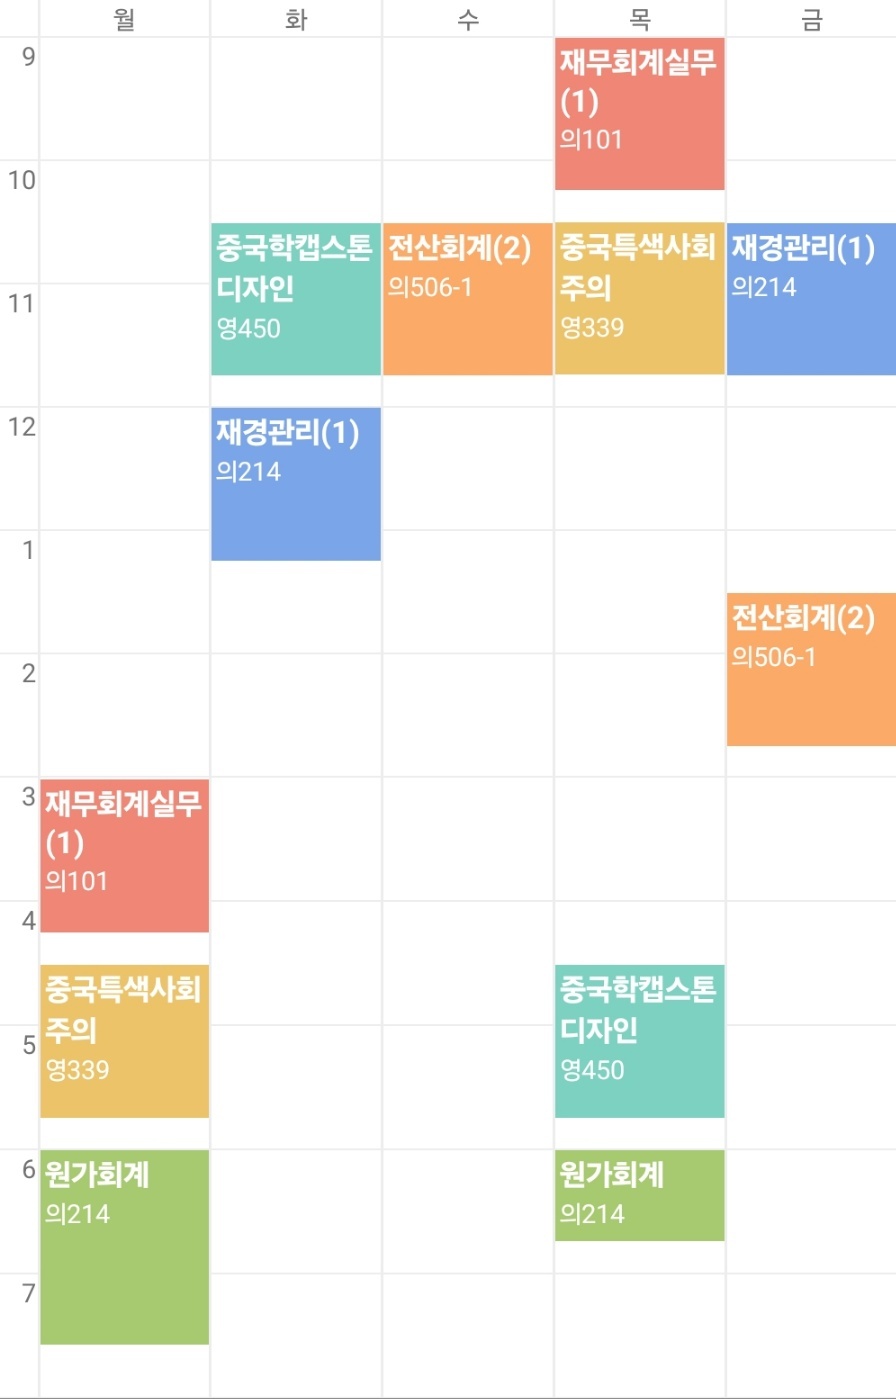 월 화 수 목 금
9
재무회계실무
(1)
의101
10
중국학캡스톤
디자인
영450
전산회계(2)
의506-1
중국특색사회
주의
영339
재경관리(1)
의214
11
12
재경관리(1)
의214
1
전산회계(2)
의506-1
2
3
재무회계실무
(1)
의101
4
중국특색사회
주의
영339
중국학캡스톤
디자인
영450
5
6
원가회계
의214
원가회계
의214
7